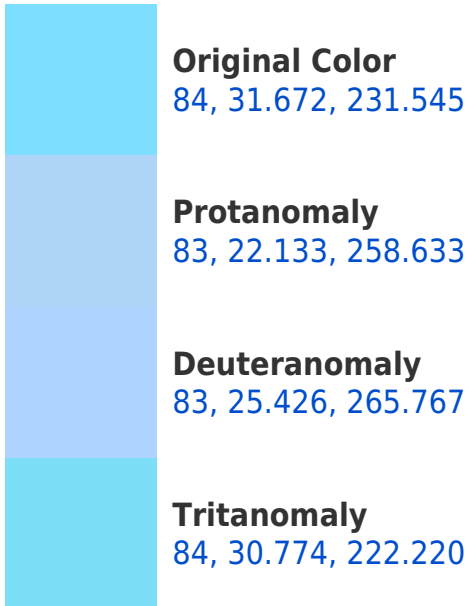 Original Color
84, 31.672, 231.545
Protanomaly
83, 22.133, 258.633
Deuteranomaly
83, 25.426, 265.767
Tritanomaly
84, 30.774, 222.220